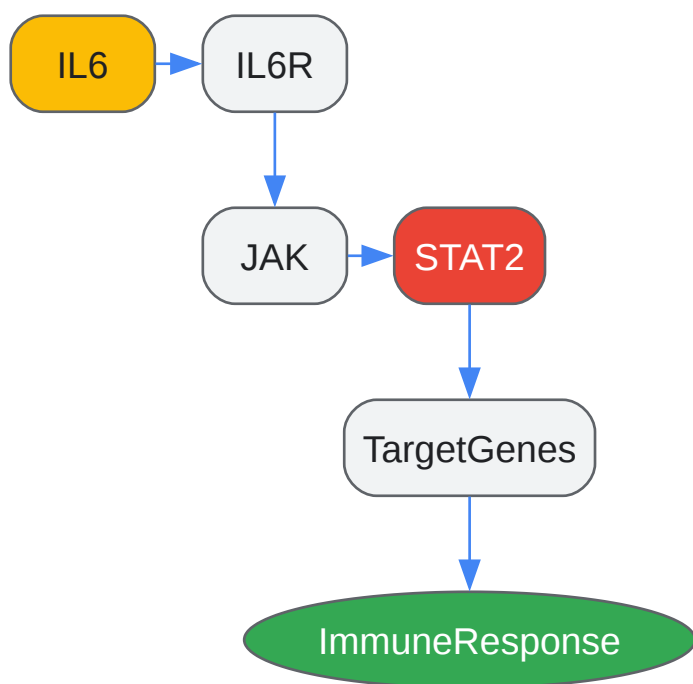 IL6
IL6R
JAK
STAT2
TargetGenes
ImmuneResponse